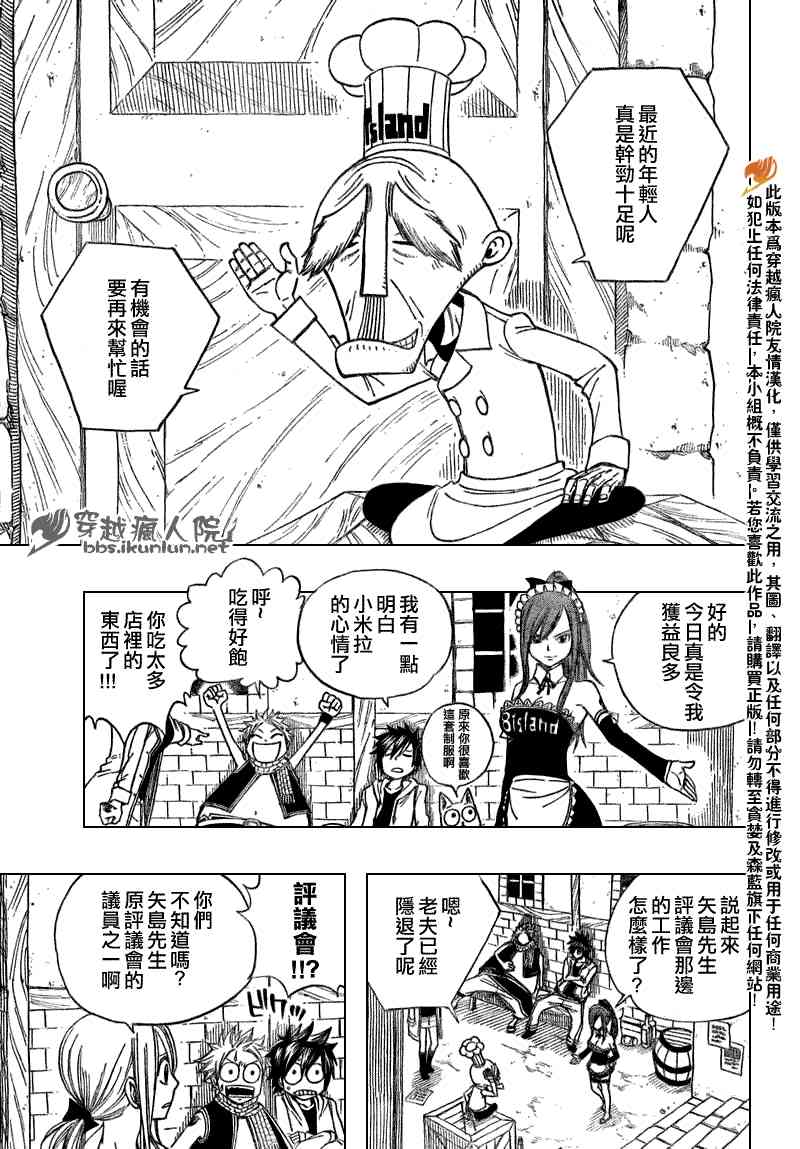 最近的年輕人
真是幹勁十足呢
Bisland
有機會的話
要再來幫忙喔
穿越瘋人院
bbs.ikunlun.net
好的
今日真是令我
獲益良多
8island
我有一點
明白
小米拉
的心情了
原來你很喜歡
這套制服啊
呼~
吃得好飽
你吃太多
店裡的
東西了!!!
說起來
矢島先生
評議會那邊
的工作
怎麼樣了?
嗯~
老夫已經
隱退了呢
評議會!!?
你們
不知道嗎?
矢島先生
原評議會的
議員之一啊
ビクッ
此版本爲穿越瘋人院友情漢化,僅供學習交流之用,其圖、翻譯以及任何部分不得進行修改或用于任何商業用途!
如犯上任何法律責任,本小組概不負責。若您喜歡此作品,請購買正版!請勿轉至貪婪及森藍旗下任何網站!